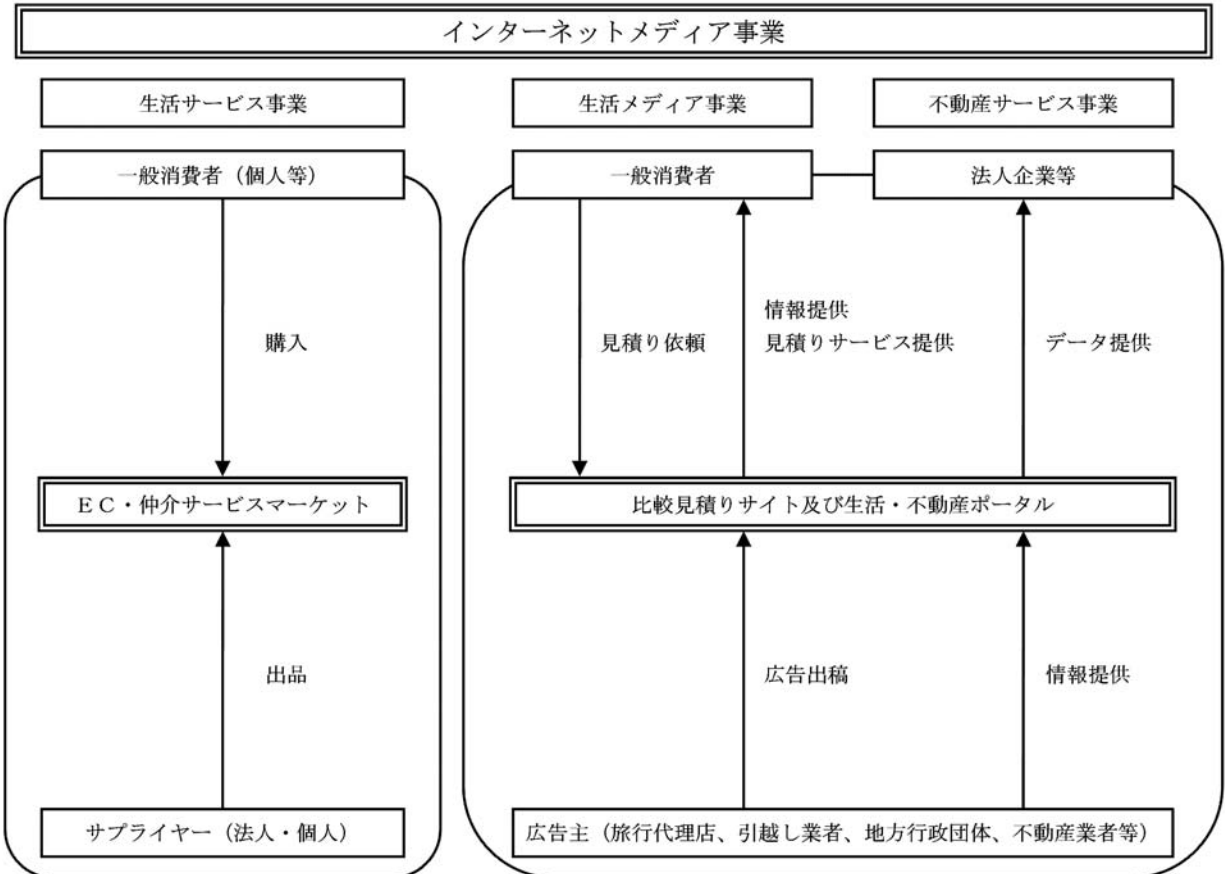 インターネットメディア事業
生活サービス事業
生活メディア事業
不動産サービス事業
一般消費者（個人等）
一般消費者
法人企業等
購入
見積り依頼
情報提供
見積りサービス提供
データ提供
ＥＣ・仲介サービスマーケット
比較見積りサイト及び生活・不動産ポータル
出品
広告出稿
情報提供
サプライヤー（法人・個人）
広告主（旅行代理店、引越し業者、地方行政団体、不動産業者等）